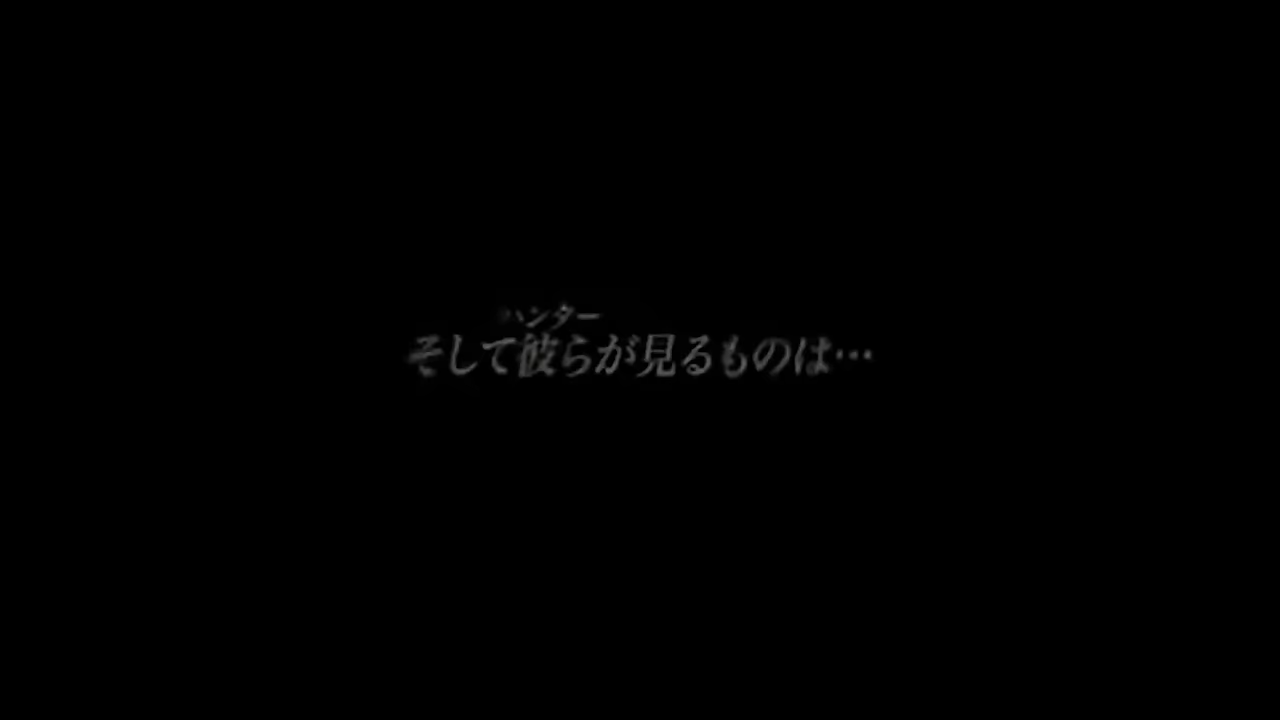 ハンター
そして彼らが見るものは…